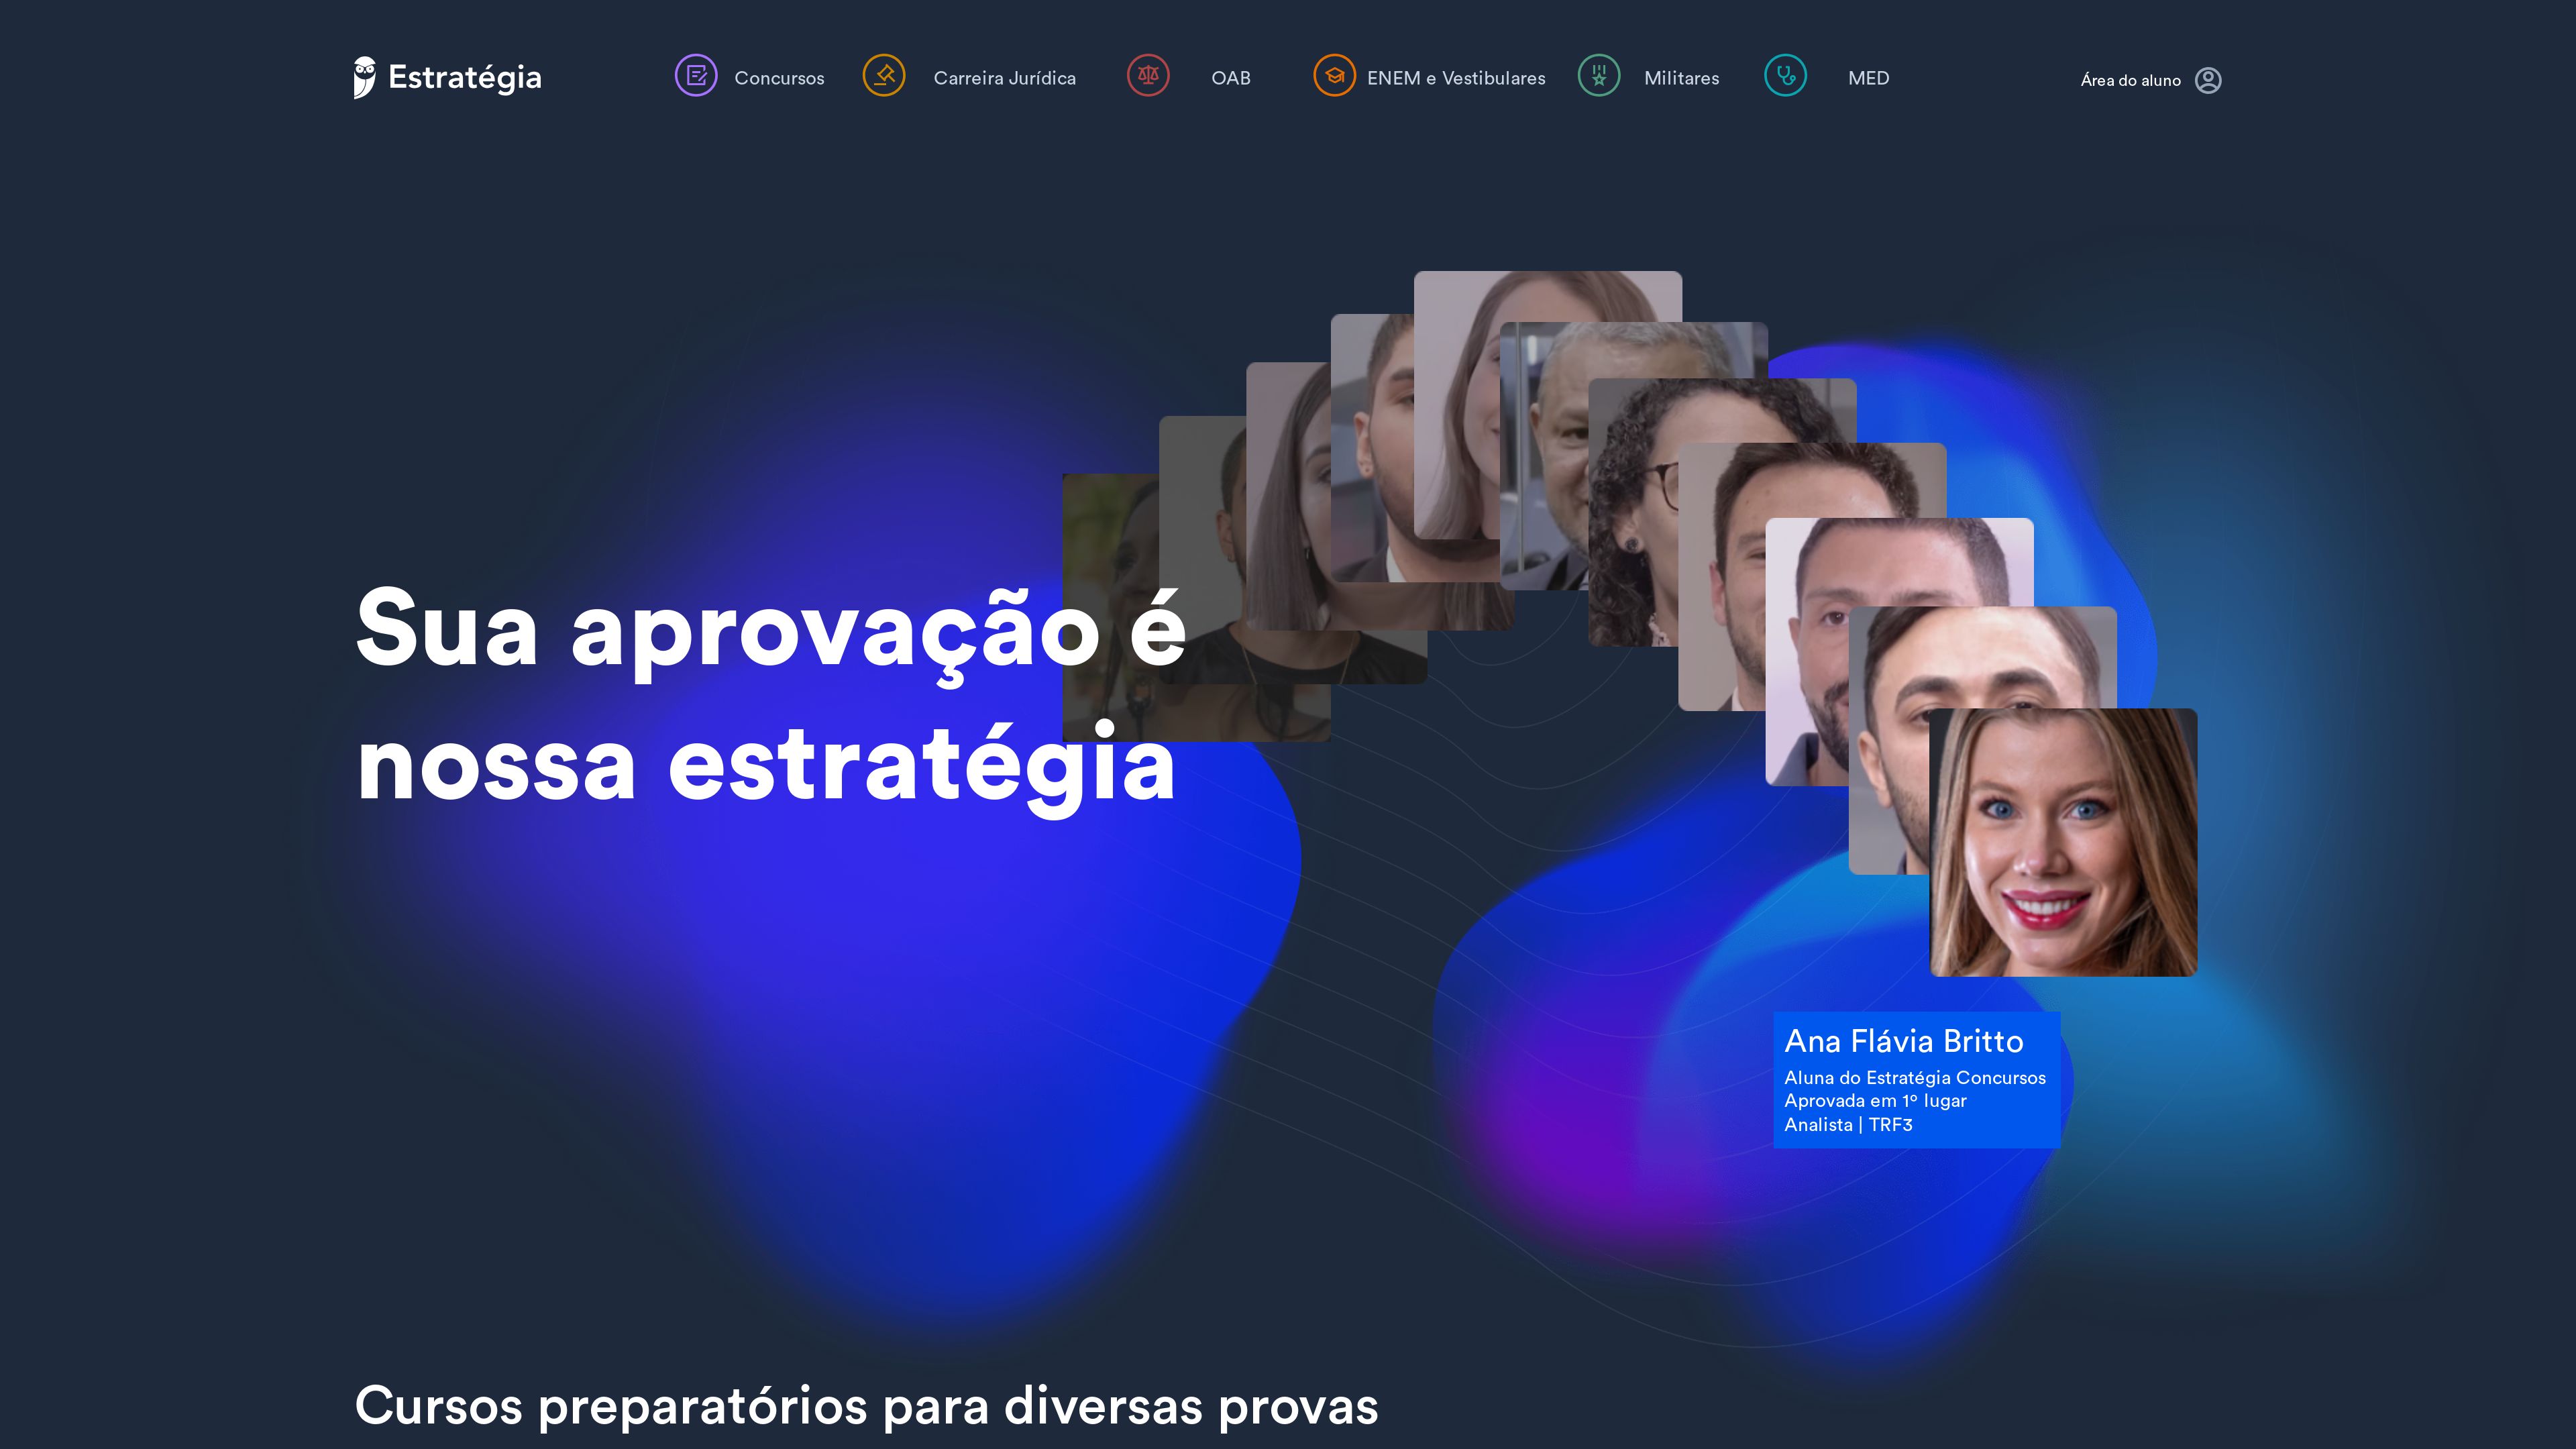 Estratégia
Concursos
Carreira Jurídica
OAB
ENEM e Vestibulares
Militares
MED
Área do aluno
Sua aprovação é
nossa estratégia
Ana Flávia Britto
Aluna do Estratégia Concursos
Aprovada em 1º lugar
Analista | TRF3
Cursos preparatórios para diversas provas